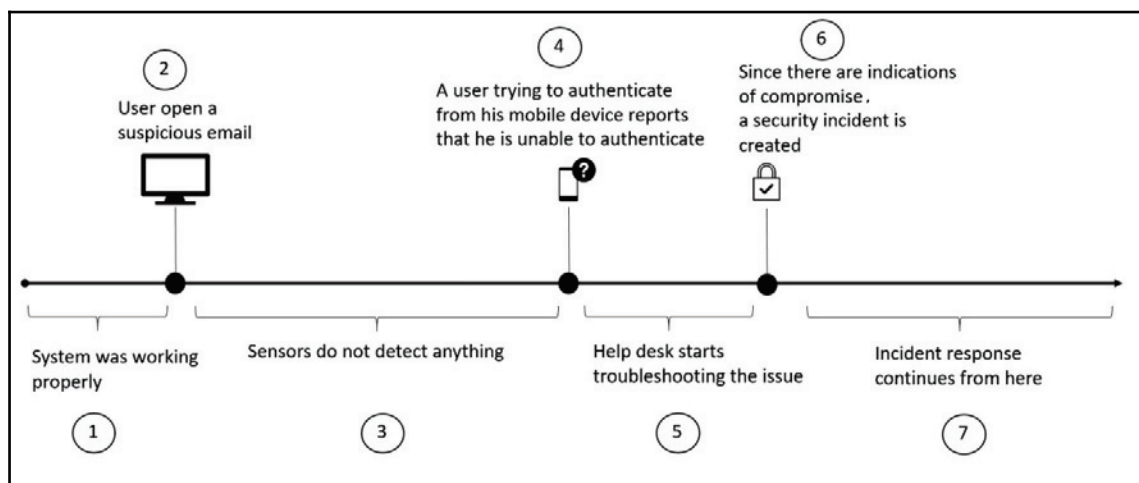 2
User open a
suspicious email
4
A user trying to authenticate
from his mobile device reports
that he is unable to authenticate
?
6
Since there are indications
of compromise,
a security incident is
created
System was working
properly
1
Sensors do not detect anything
3
Help desk starts
troubleshooting the issue
5
Incident response
continues from here
7